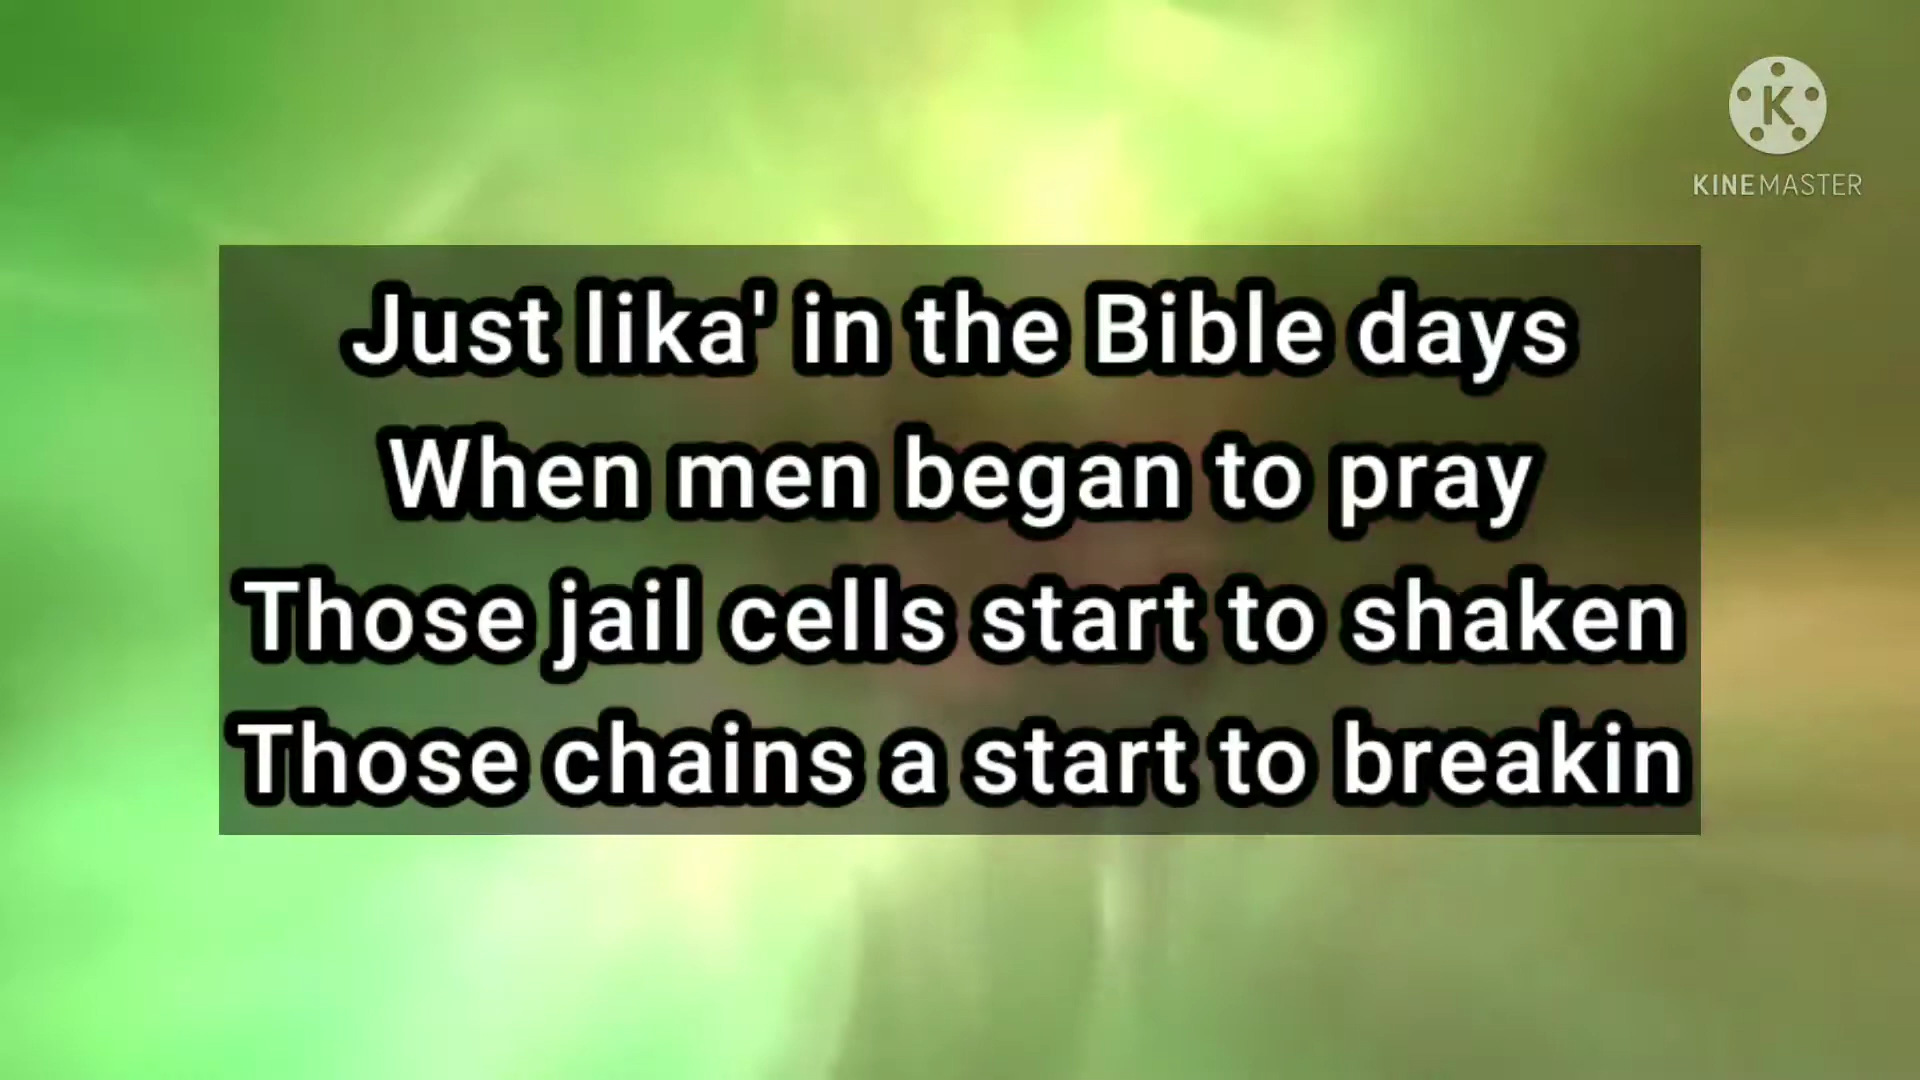 K
KINEMASTER
Just lika' in the Bible days
When men began to pray
Those jail cells start to shaken
Those chains a start to breakin